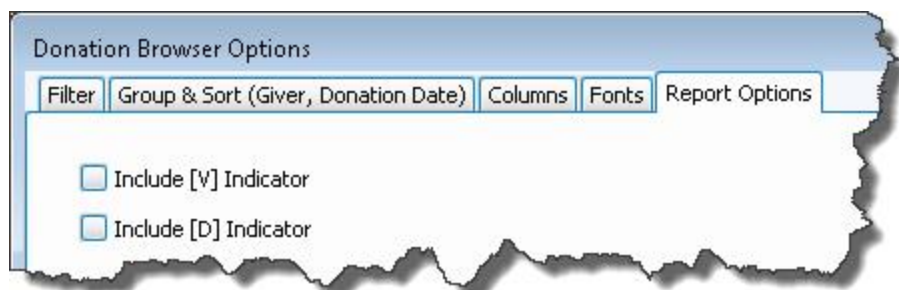 Donation Browser Options
Filter Group & Sort (Giver, Donation Date) Columns Fonts Report Options
Include [V] Indicator
Include [D] Indicator